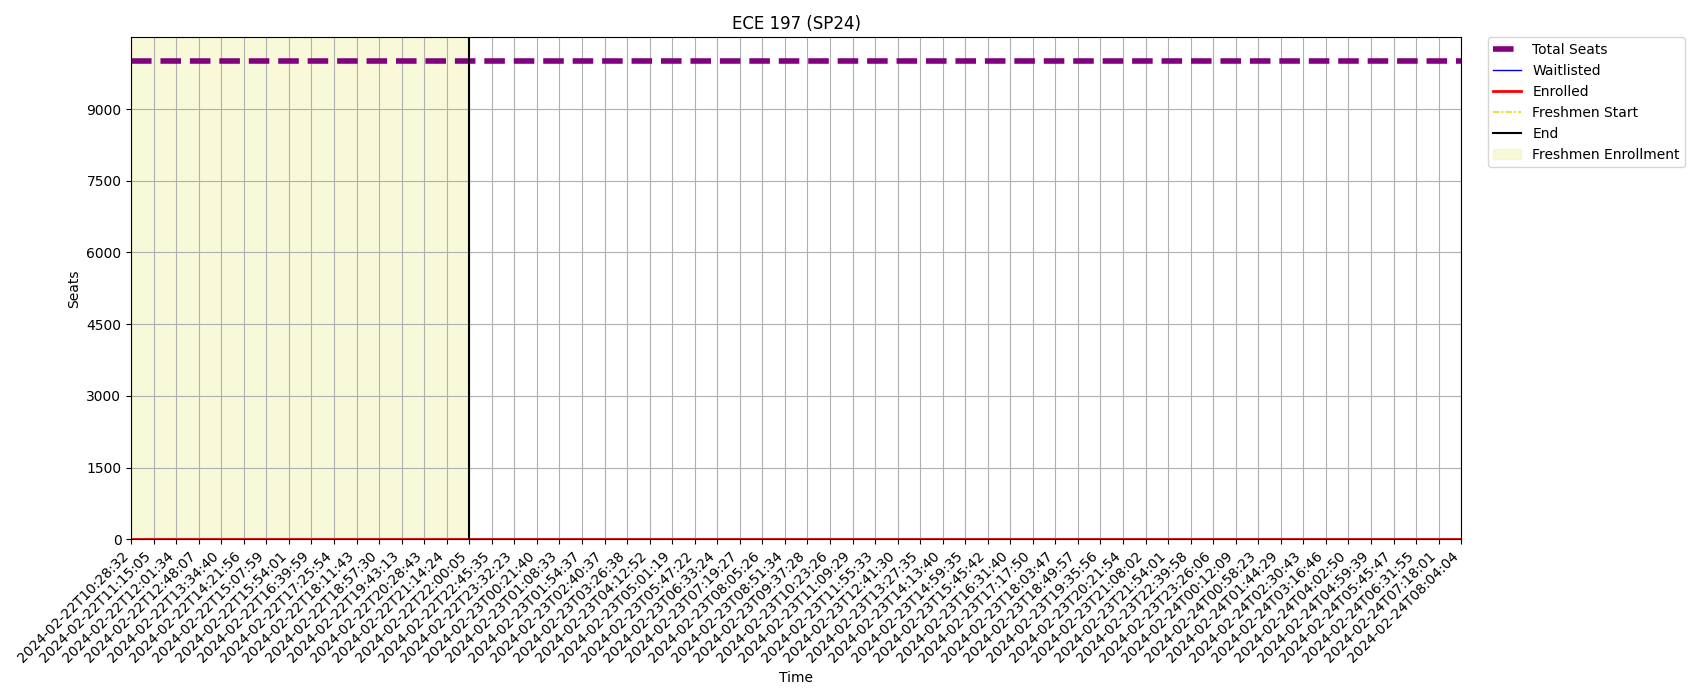 ECE 197 (SP24)
Total Seats
Waitlisted
Enrolled
Freshmen Start
End
Freshmen Enrollment
9000
7500
6000
4500
3000
1500
0
Seats
2024-02-22T10:28:32
2024-02-22T11:15:05
2024-02-22T12:01:34
2024-02-22T12:48:07
2024-02-22T13:34:40
2024-02-22T14:21:56
2024-02-22T15:07:59
2024-02-22T15:54:01
2024-02-22T16:39:59
2024-02-22T17:25:54
2024-02-22T18:11:43
2024-02-22T18:57:30
2024-02-22T19:43:13
2024-02-22T20:28:43
2024-02-22T21:14:24
2024-02-22T22:00:05
2024-02-22T22:45:35
2024-02-22T23:32:23
2024-02-23T00:21:40
2024-02-23T01:08:33
2024-02-23T01:54:37
2024-02-23T02:40:37
2024-02-23T03:26:38
2024-02-23T04:12:52
2024-02-23T05:01:19
2024-02-23T05:47:22
2024-02-23T06:33:24
2024-02-23T07:19:27
2024-02-23T08:05:26
2024-02-23T08:51:34
2024-02-23T09:37:28
2024-02-23T10:23:26
2024-02-23T11:09:29
2024-02-23T11:55:33
2024-02-23T12:41:30
2024-02-23T13:27:35
2024-02-23T14:13:40
2024-02-23T14:59:35
2024-02-23T15:45:42
2024-02-23T16:31:40
2024-02-23T17:17:50
2024-02-23T18:03:47
2024-02-23T18:49:57
2024-02-23T19:35:56
2024-02-23T20:21:54
2024-02-23T21:08:02
2024-02-23T21:54:01
2024-02-23T22:39:58
2024-02-23T23:26:06
2024-02-24T00:12:09
2024-02-24T00:58:23
2024-02-24T01:44:29
2024-02-24T02:30:43
2024-02-24T03:16:46
2024-02-24T04:02:50
2024-02-24T04:59:39
2024-02-24T05:45:47
2024-02-24T06:31:55
2024-02-24T07:18:01
2024-02-24T08:04:04
Time